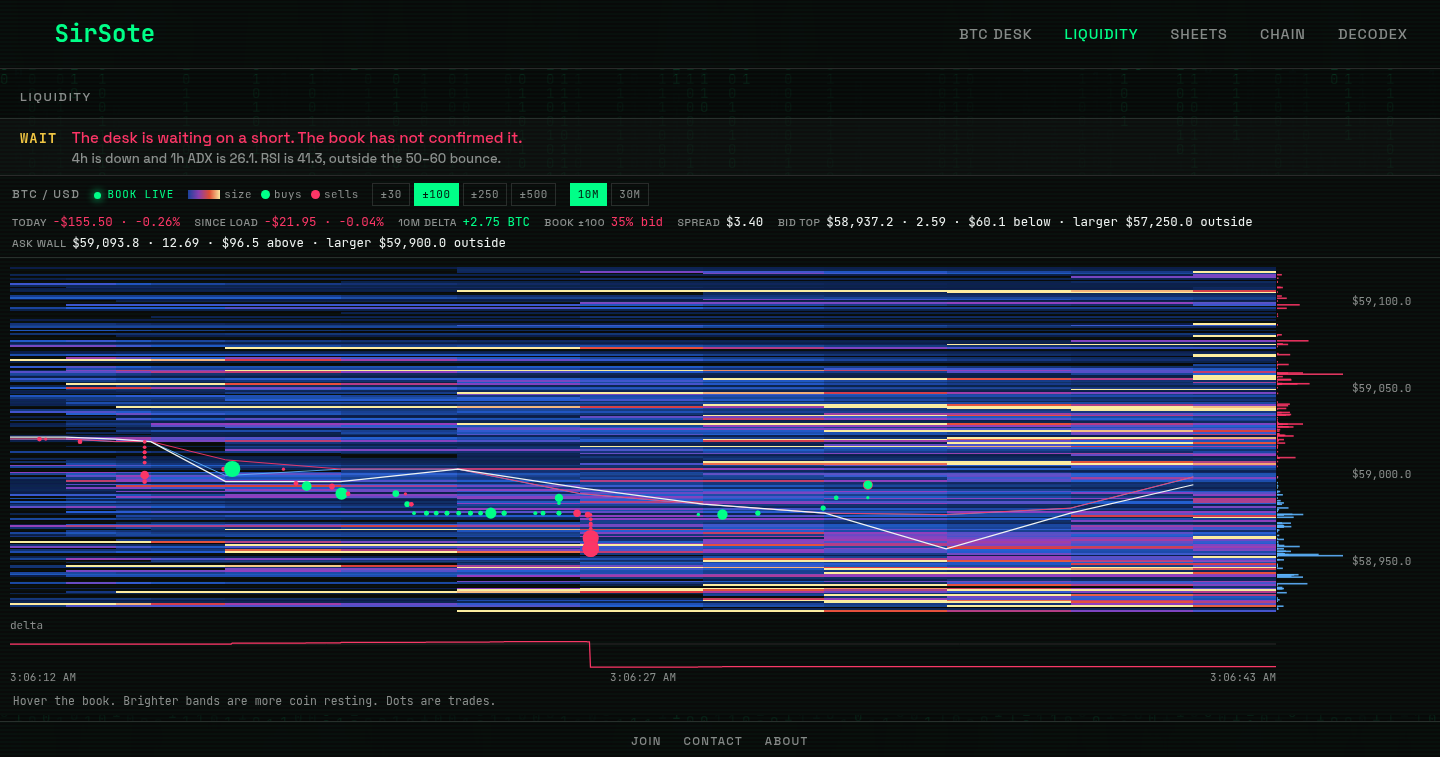 SirSote
BTC DESK LIQUIDITY SHEETS CHAIN DECODEX
LIQUIDITY
WAIT The desk is waiting on a short. The book has not confirmed it.
4h is down and 1h ADX is 26.1. RSI is 41.3, outside the 50–60 bounce.
BTC / USD BOOK LIVE size buys sells ±30 ±100 ±250 ±500 10M 30M
TODAY -$155.50 · -0.26% SINCE LOAD -$21.95 · -0.04% 10M DELTA +2.75 BTC BOOK ±100 35% bid SPREAD $3.40 BID TOP $58,937.2 · 2.59 · $60.1 below · larger $57,250.0 outside
ASK WALL $59,093.8 · 12.69 · $96.5 above · larger $59,900.0 outside
$59,100.0
$59,050.0
$59,000.0
$58,950.0
delta
3:06:12 AM 3:06:27 AM 3:06:43 AM
Hover the book. Brighter bands are more coin resting. Dots are trades.
JOIN CONTACT ABOUT